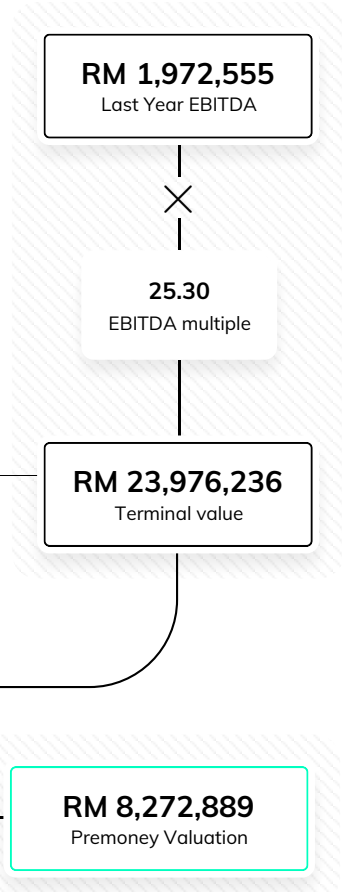 RM 1,972,555
Last Year EBITDA
25.30
EBITDA multiple
RM 23,976,236
Terminal value
RM 8,272,889
Premoney Valuation